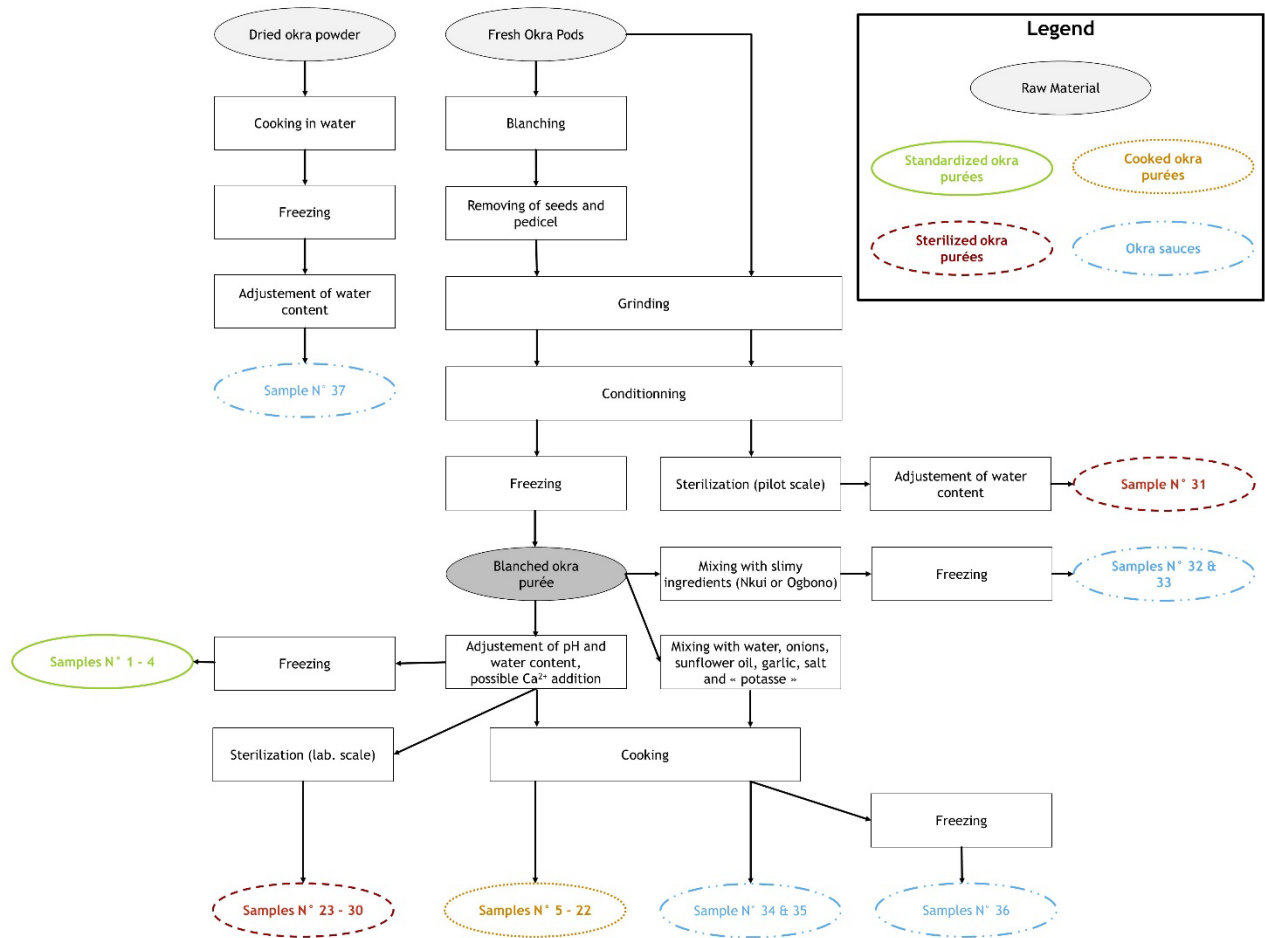 Dried okra powder
Fresh Okra Pods
Legend
Raw Material
Standardized okra
purées
Cooked okra
purées
Sterilized okra
purées
Okra sauces
Cooking in water
Blanching
Freezing
Removing of seeds and
pedicel
Adjustement of water
content
Grinding
Sample N° 37
Conditionning
Freezing
Sterilization (pilot scale)
Adjustement of water
content
Sample N° 31
Blanched okra
purée
Mixing with slimy
ingredients (Nkui or Ogbono)
Freezing
Samples N° 32 &
33
Samples N° 1 - 4
Freezing
Adjustement of pH and
water content,
possible Ca²⁺ addition
Mixing with water, onions,
sunflower oil, garlic, salt
and « potasse »
Sterilization (lab. scale)
Cooking
Freezing
Samples N° 23 - 30
Samples N° 5 - 22
Sample N° 34 & 35
Samples N° 36